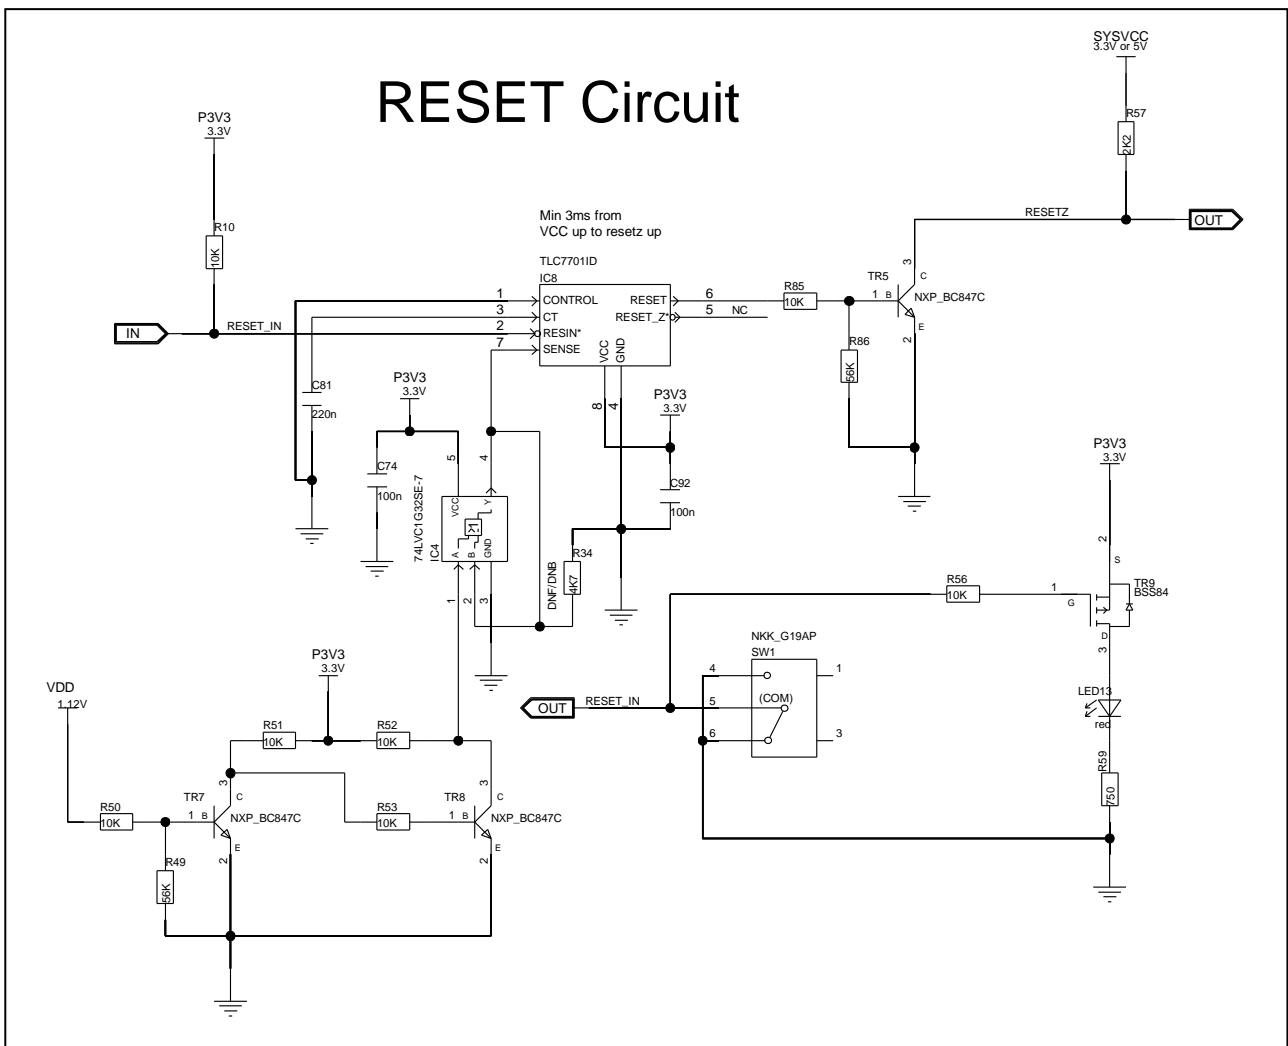 RESET Circuit
SYSVCC
3.3V or 5V
R57
2K2
RESETZ
OUT
P3V3
3.3V
R10
10K
IN
RESET_IN
Min 3ms from
VCC up to resetz up
TLC7701ID
IC8
1 CONTROL
3 CT
2 RESIN*
7 SENSE
RESET 6
RESET_Z* 5 NC
VCC
GND
8
4
R85
10K
R86
56K
TR5
3
C
1 B
NXP_BC847C
E
2
C81
220n
P3V3
3.3V
C74
100n
5
4
74LVC1G32SE-7
IC4
VCC
Y
≥1
A
B
GND
1
2
3
P3V3
3.3V
C92
100n
R34
4K7
DNF/DNB
P3V3
3.3V
2
S
TR9
BSS84
R56
10K
1
G
D
3
LED13
red
R59
750
NKK_G19AP
SW1
4
1
(COM)
5
6
3
OUT
RESET_IN
VDD
1.12V
P3V3
3.3V
R51
10K
R52
10K
R50
10K
R49
56K
TR7
3
C
1 B
NXP_BC847C
E
2
R53
10K
TR8
3
C
1 B
NXP_BC847C
E
2